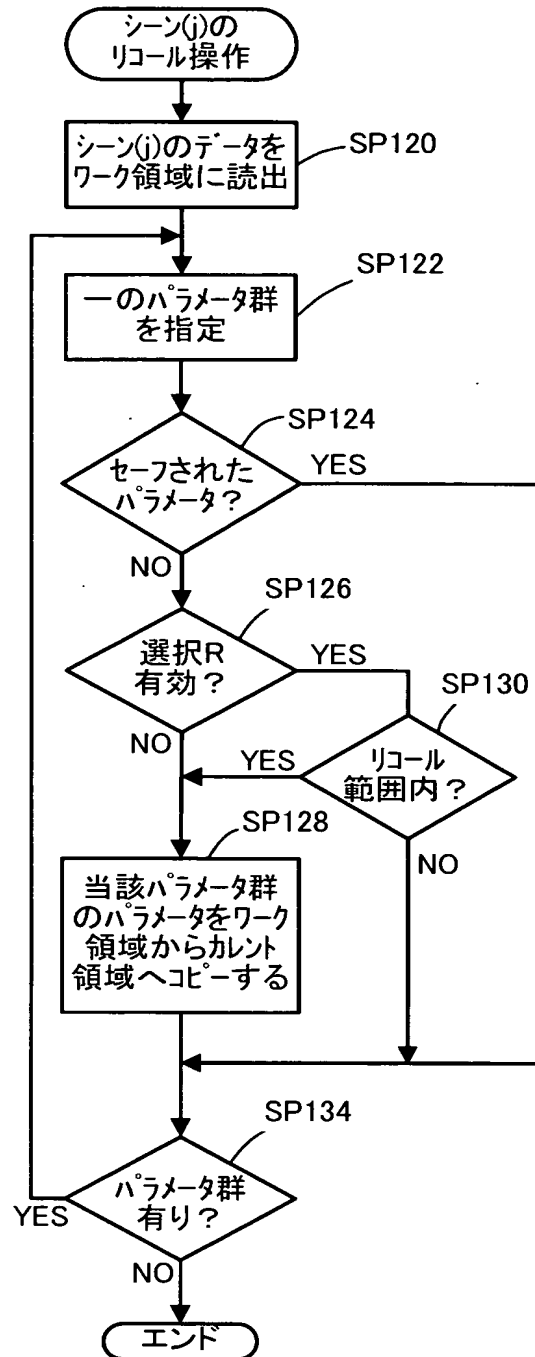 シーン(j)の
リコール操作
シーン(j)のデータを
ワーク領域に読出
SP120
一のパラメータ群
を指定
SP122
セーフされた
パラメータ?
SP124
YES
NO
選択R
有効?
SP126
YES
NO
リコール
範囲内?
SP130
YES
NO
当該パラメータ群
のパラメータをワーク
領域からカレント
領域へコピーする
SP128
パラメータ群
有り?
SP134
YES
NO
エンド